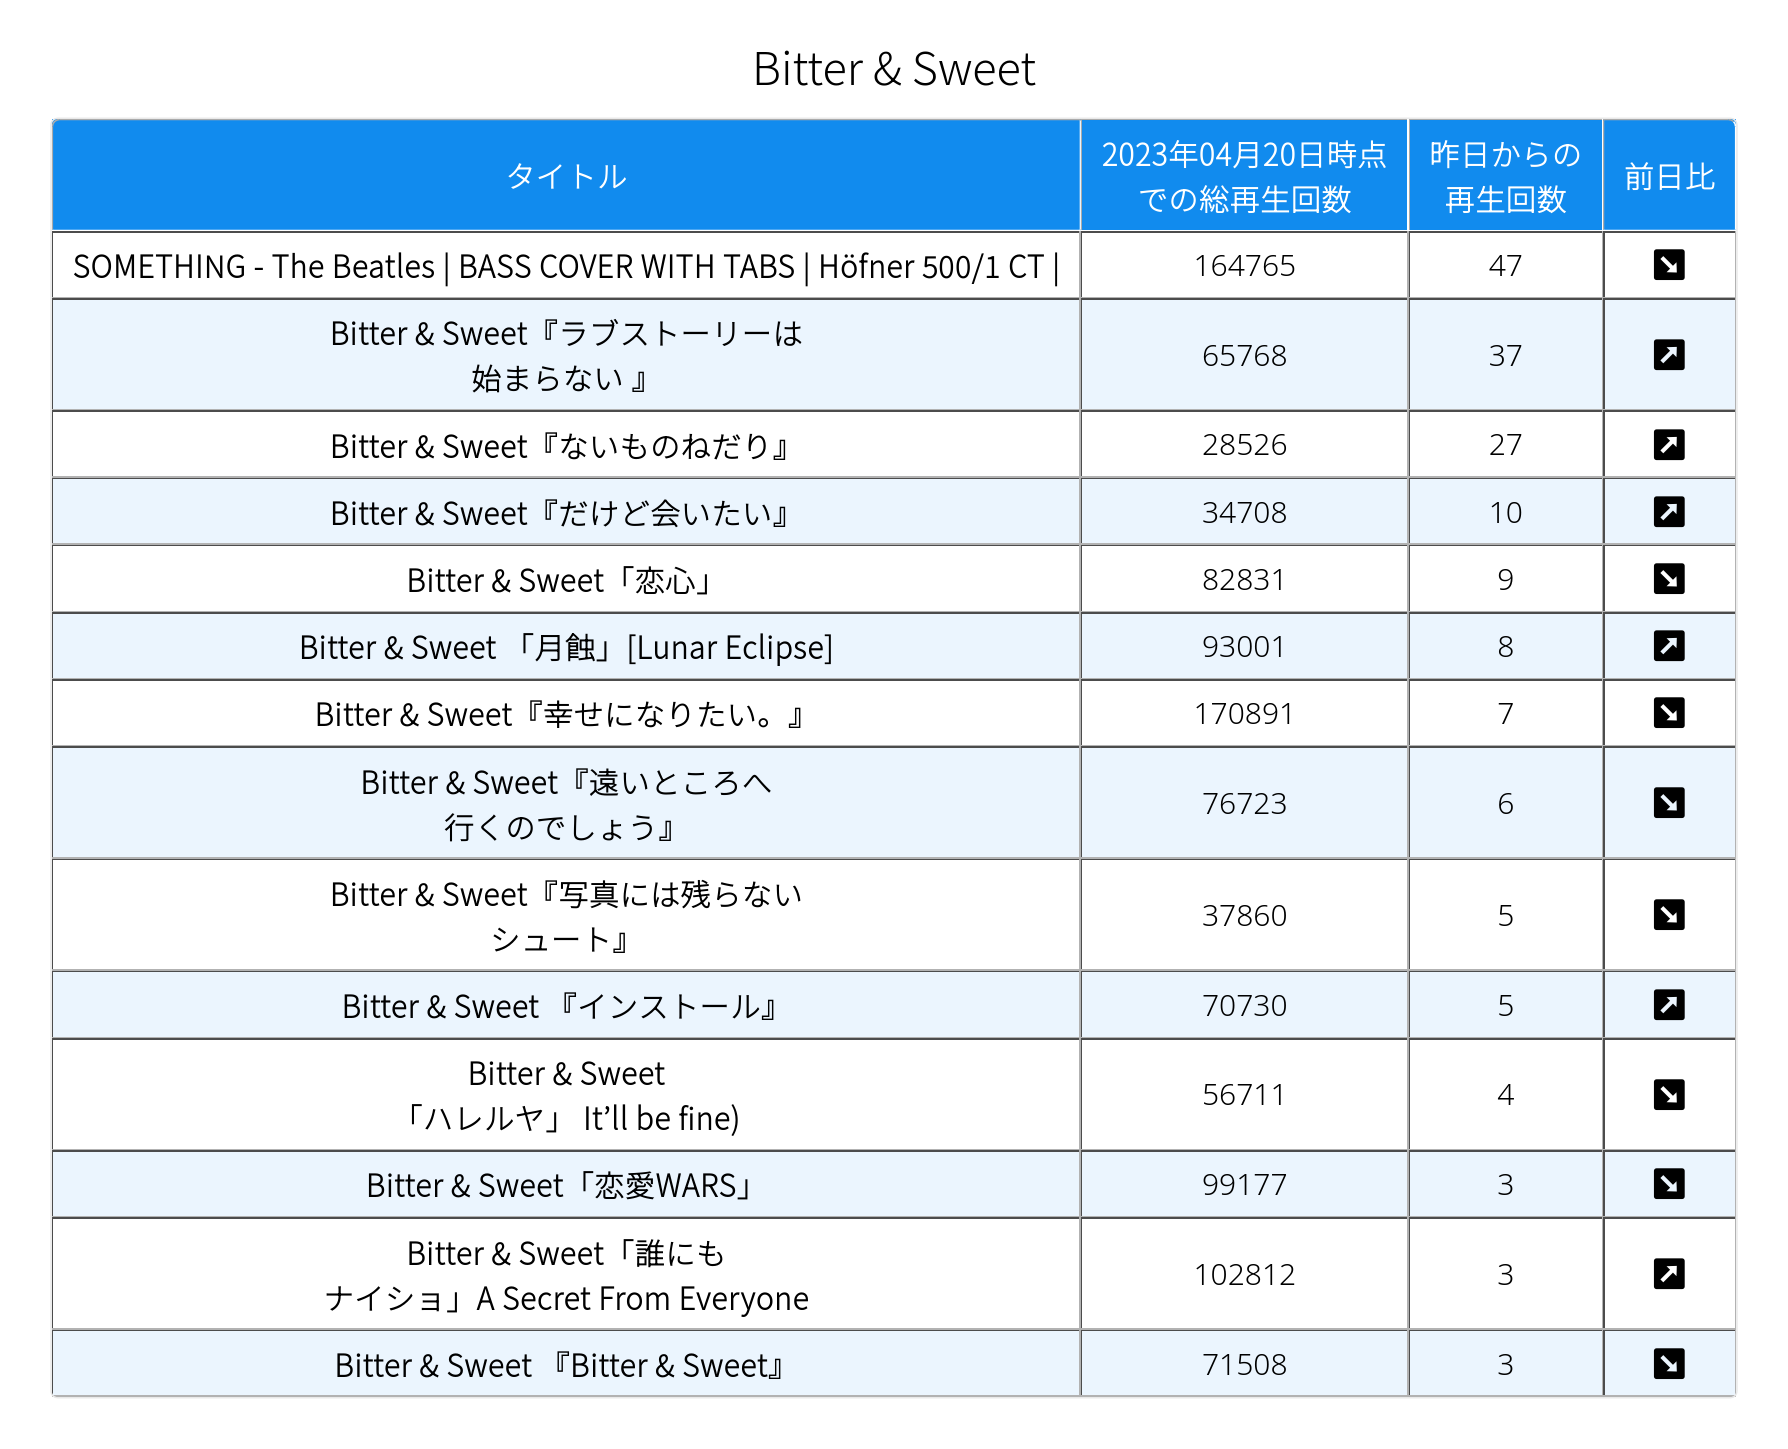 Bitter & Sweet
タイトル
2023年04月20日時点
での総再生回数
昨日からの
再生回数
前日比
SOMETHING - The Beatles | BASS COVER WITH TABS | Höfner 500/1 CT |
164765
47
Bitter & Sweet『ラブストーリーは
始まらない 』
65768
37
Bitter & Sweet『ないものねだり』
28526
27
Bitter & Sweet『だけど会いたい』
34708
10
Bitter & Sweet「恋心」
82831
9
Bitter & Sweet 「月蝕」[Lunar Eclipse]
93001
8
Bitter & Sweet『幸せになりたい。』
170891
7
Bitter & Sweet『遠いところへ
行くのでしょう』
76723
6
Bitter & Sweet『写真には残らない
シュート』
37860
5
Bitter & Sweet 『インストール』
70730
5
Bitter & Sweet
「ハレルヤ」 It’ll be fine)
56711
4
Bitter & Sweet「恋愛WARS」
99177
3
Bitter & Sweet「誰にも
ナイショ」A Secret From Everyone
102812
3
Bitter & Sweet 『Bitter & Sweet』
71508
3